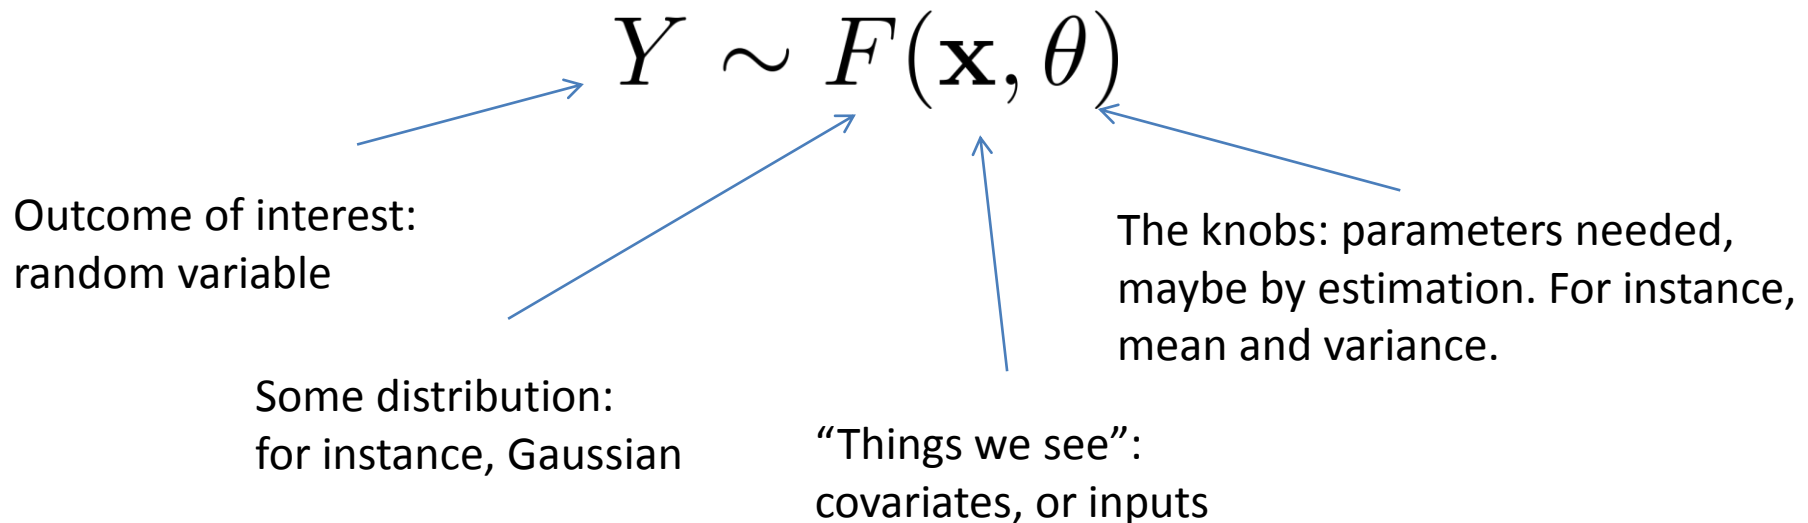 Y ∼ F(x, θ)
Outcome of interest:
random variable
The knobs: parameters needed,
maybe by estimation. For instance,
mean and variance.
Some distribution:
for instance, Gaussian
“Things we see”:
covariates, or inputs